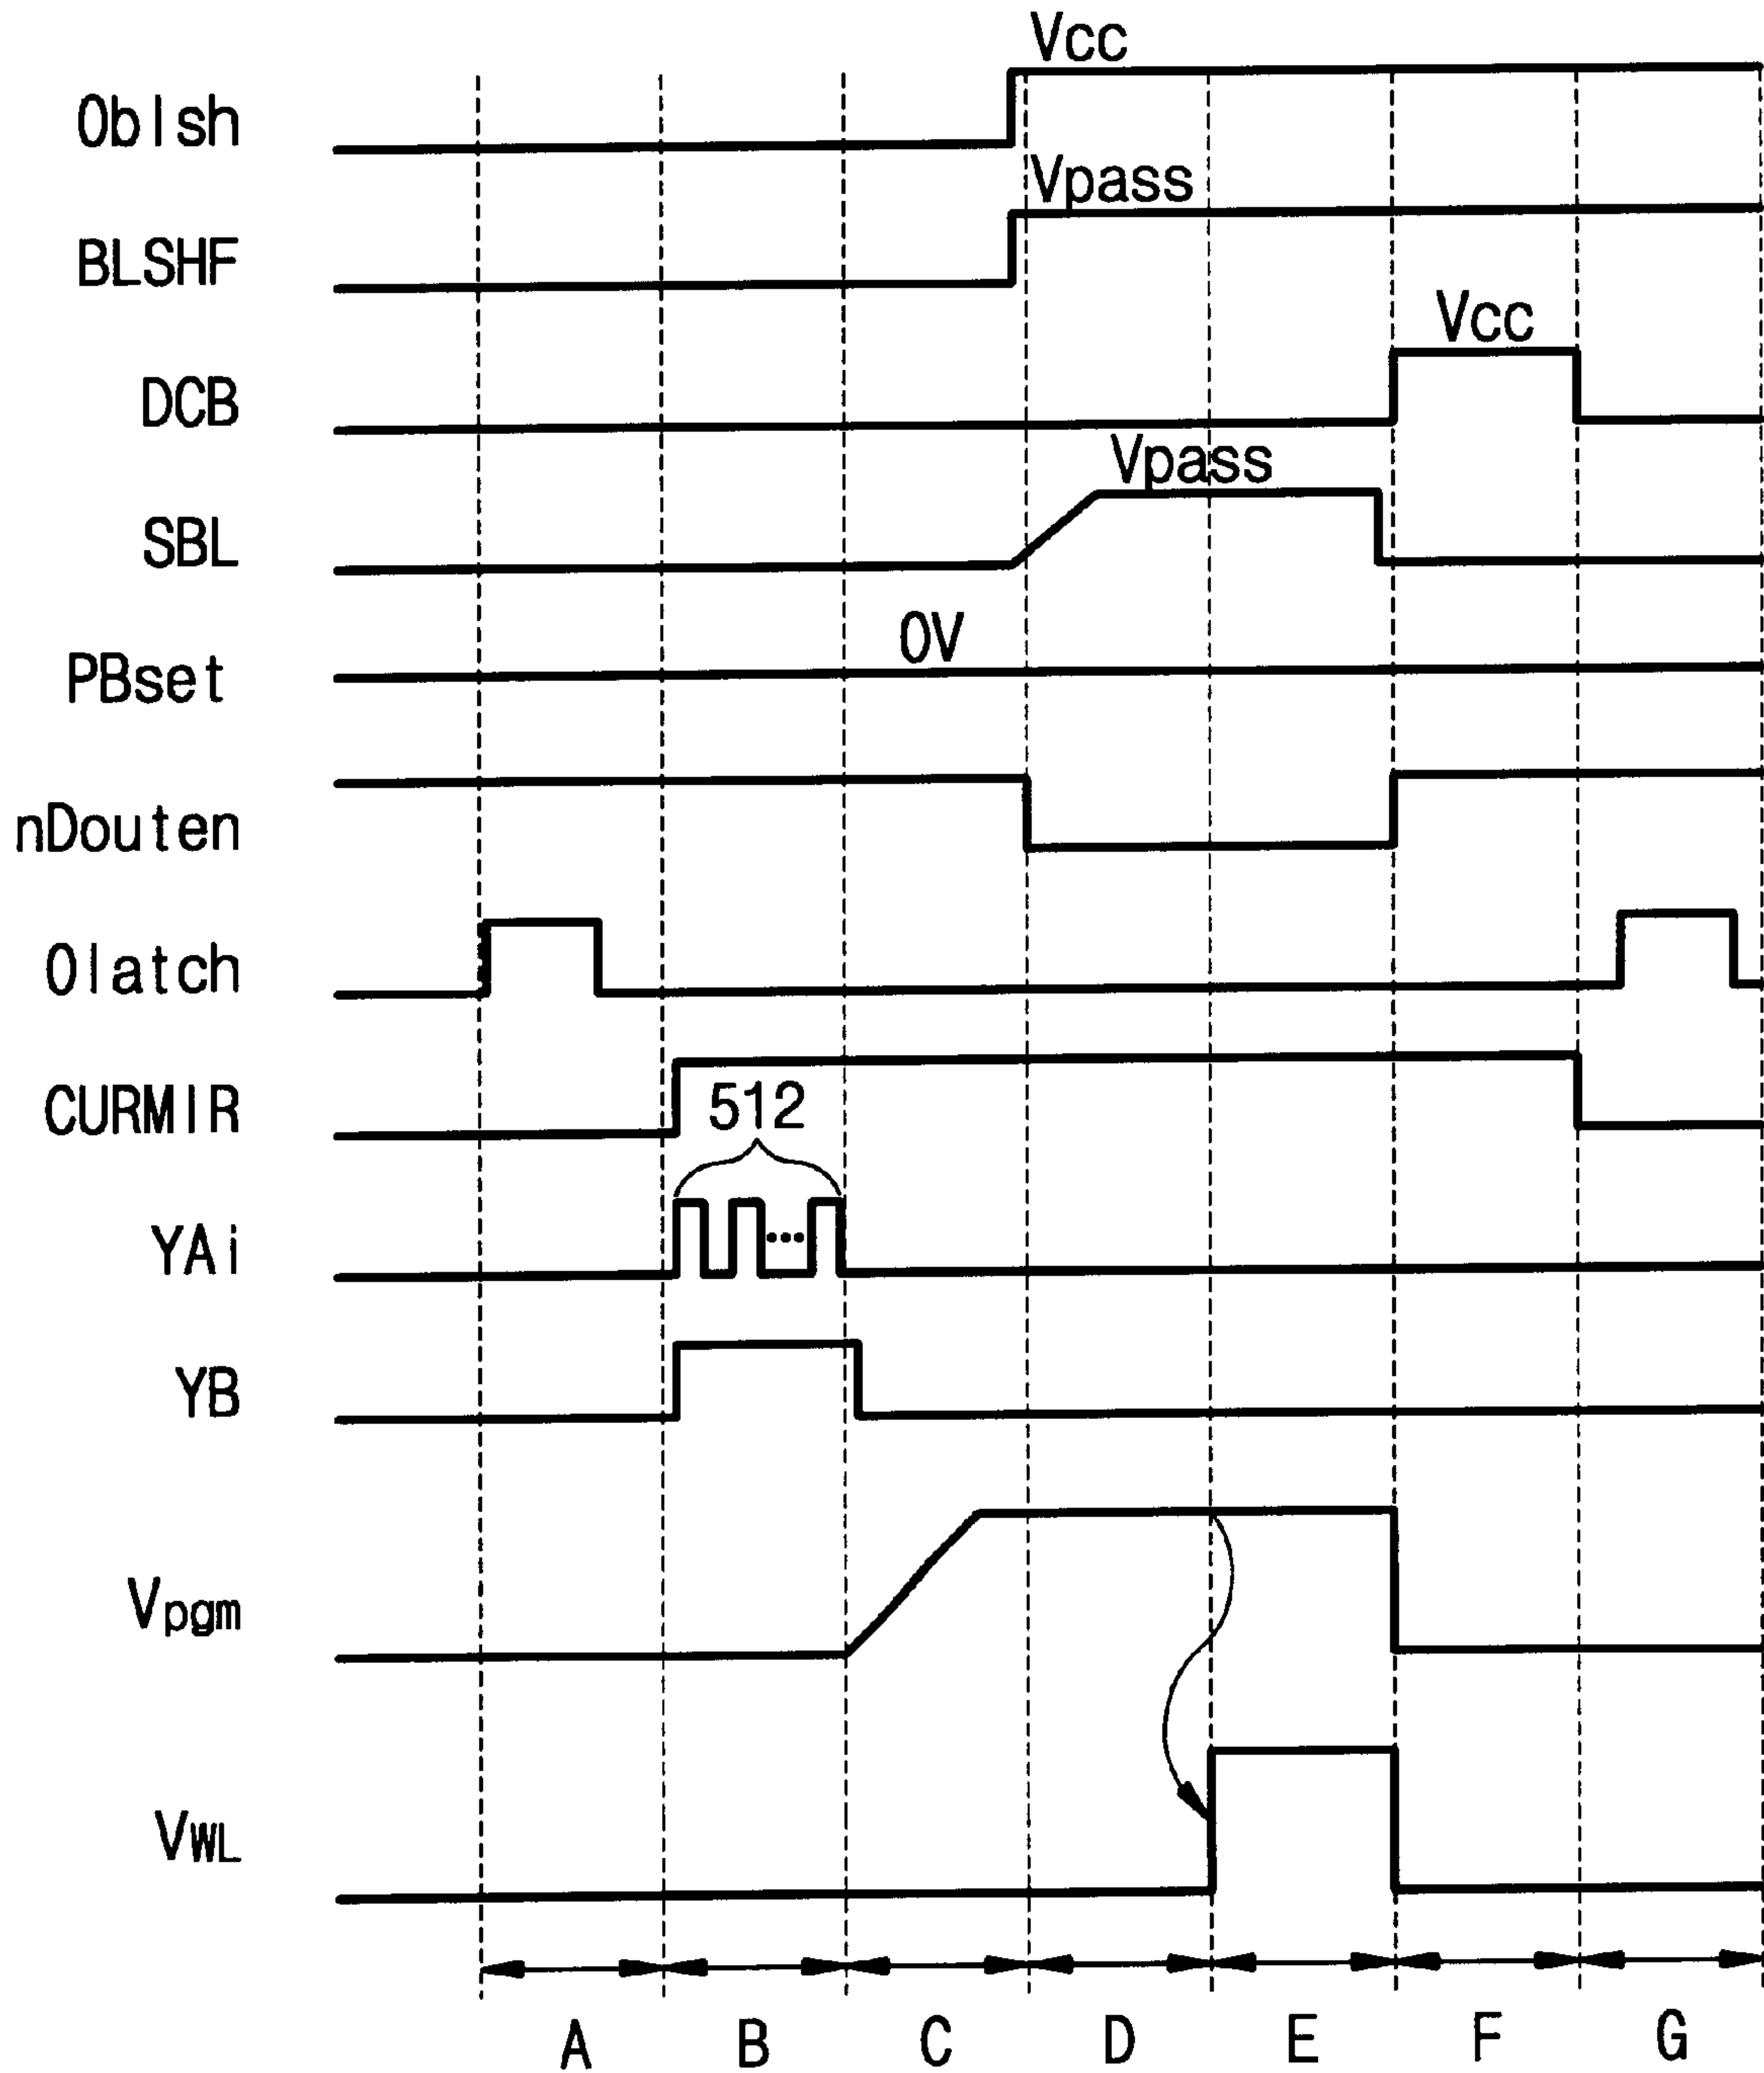 Vcc
Oblsh
Vpass
BLSHF
Vcc
DCB
Vpass
SBL
0V
PBset
nDouten
Olatch
CURMIR
512
YAi
...
YB
Vpgm
VWL
A B C D E F G